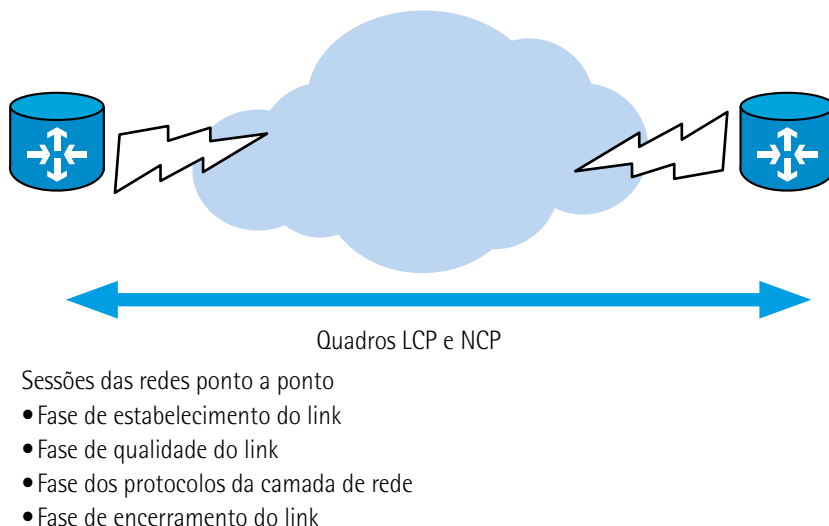 Quadros LCP e NCP
Sessões das redes ponto a ponto
• Fase de estabelecimento do link
• Fase de qualidade do link
• Fase dos protocolos da camada de rede
• Fase de encerramento do link